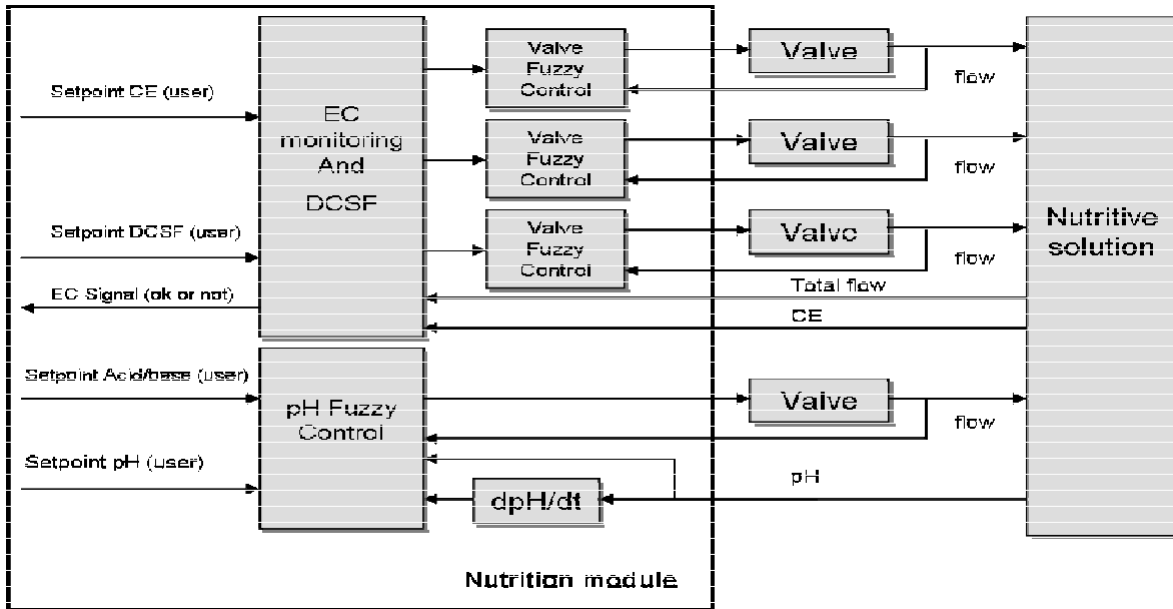 Valve
Fuzzy
Control
Valve
flow
Setpoint CE (user)
EC
monitoring
And
DCSF
Valve
Fuzzy
Control
Valve
flow
Setpoint DCSF (user)
Valve
Fuzzy
Control
Valve
flow
Nutritive
solution
EC Signal (ok or not)
Total flow
CE
Setpoint Acid/base (user)
pH Fuzzy
Control
Valve
flow
Setpoint pH (user)
pH
dpH/dt
Nutrition module